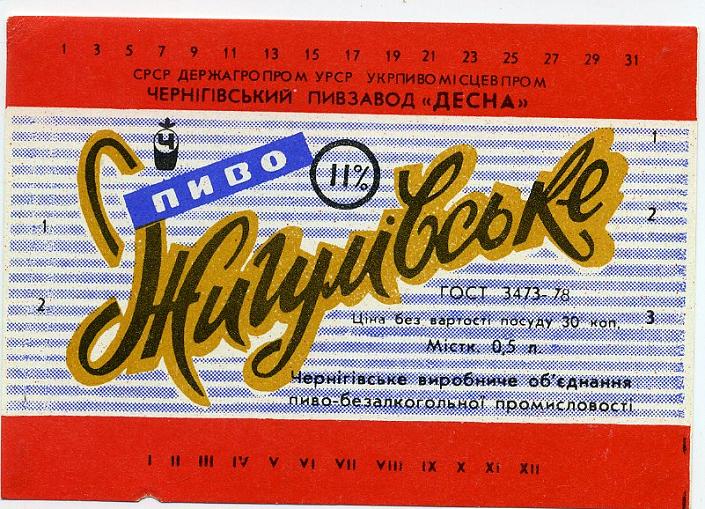 1 3 5 7 9 11 13 15 17 19 21 23 25 27 29 31
СРСР ДЕРЖАГРОПРОМ УРСР УКРПИВОМІСЦЕВПРОМ
ЧЕРНІГІВСЬКИЙ ПИВЗАВОД «ДЕСНА»
Ч
ПИВО
11%
Жигулівське
1
2
1
2
3
ГОСТ 3473-78
Ціна без вартості посуду 30 коп.
Містк. 0,5 л.
Чернігівське виробниче об'єднання
пиво-безалкогольної промисловості
I II III IV V VI VII VIII IX X XI XII